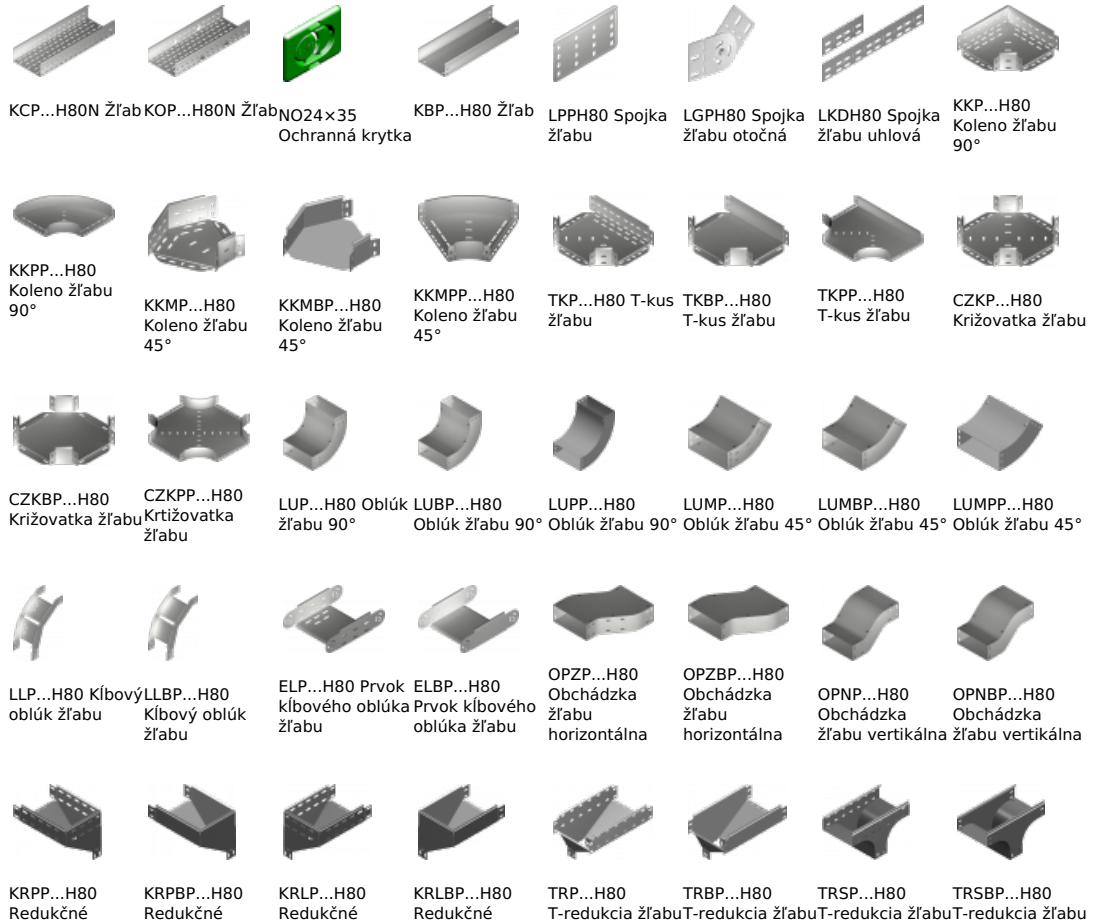 KCP...H80N Žľab
KOP...H80N Žľab
NO24×35
Ochranná krytka
KBP...H80 Žľab
LPPH80 Spojka
žľabu
LGPH80 Spojka
žľabu otočná
LKDH80 Spojka
žľabu uhlová
KKP...H80
Koleno žľabu
90°
KKPP...H80
Koleno žľabu
90°
KKMP...H80
Koleno žľabu
45°
KKMBP...H80
Koleno žľabu
45°
KKMPP...H80
Koleno žľabu
45°
TKP...H80 T-kus
žľabu
TKBP...H80
T-kus žľabu
TKPP...H80
T-kus žľabu
CZKP...H80
Križovatka žľabu
CZKBP...H80
Križovatka žľabu
CZKPP...H80
Krtižovatka
žľabu
LUP...H80 Oblúk
žľabu 90°
LUBP...H80
Oblúk žľabu 90°
LUPP...H80
Oblúk žľabu 90°
LUMP...H80
Oblúk žľabu 45°
LUMBP...H80
Oblúk žľabu 45°
LUMPP...H80
Oblúk žľabu 45°
LLP...H80 Kĺbový
oblúk žľabu
LLBP...H80
Kĺbový oblúk
žľabu
ELP...H80 Prvok
kĺbového oblúka
žľabu
ELBP...H80
Prvok kĺbového
oblúka žľabu
OPZP...H80
Obchádzka
žľabu
horizontálna
OPZBP...H80
Obchádzka
žľabu
horizontálna
OPNP...H80
Obchádzka
žľabu vertikálna
OPNBP...H80
Obchádzka
žľabu vertikálna
KRPP...H80
Redukčné
KRPBP...H80
Redukčné
KRLP...H80
Redukčné
KRLBP...H80
Redukčné
TRP...H80
T-redukcia žľabu
TRBP...H80
T-redukcia žľabu
TRSP...H80
T-redukcia žľabu
TRSBP...H80
T-redukcia žľabu